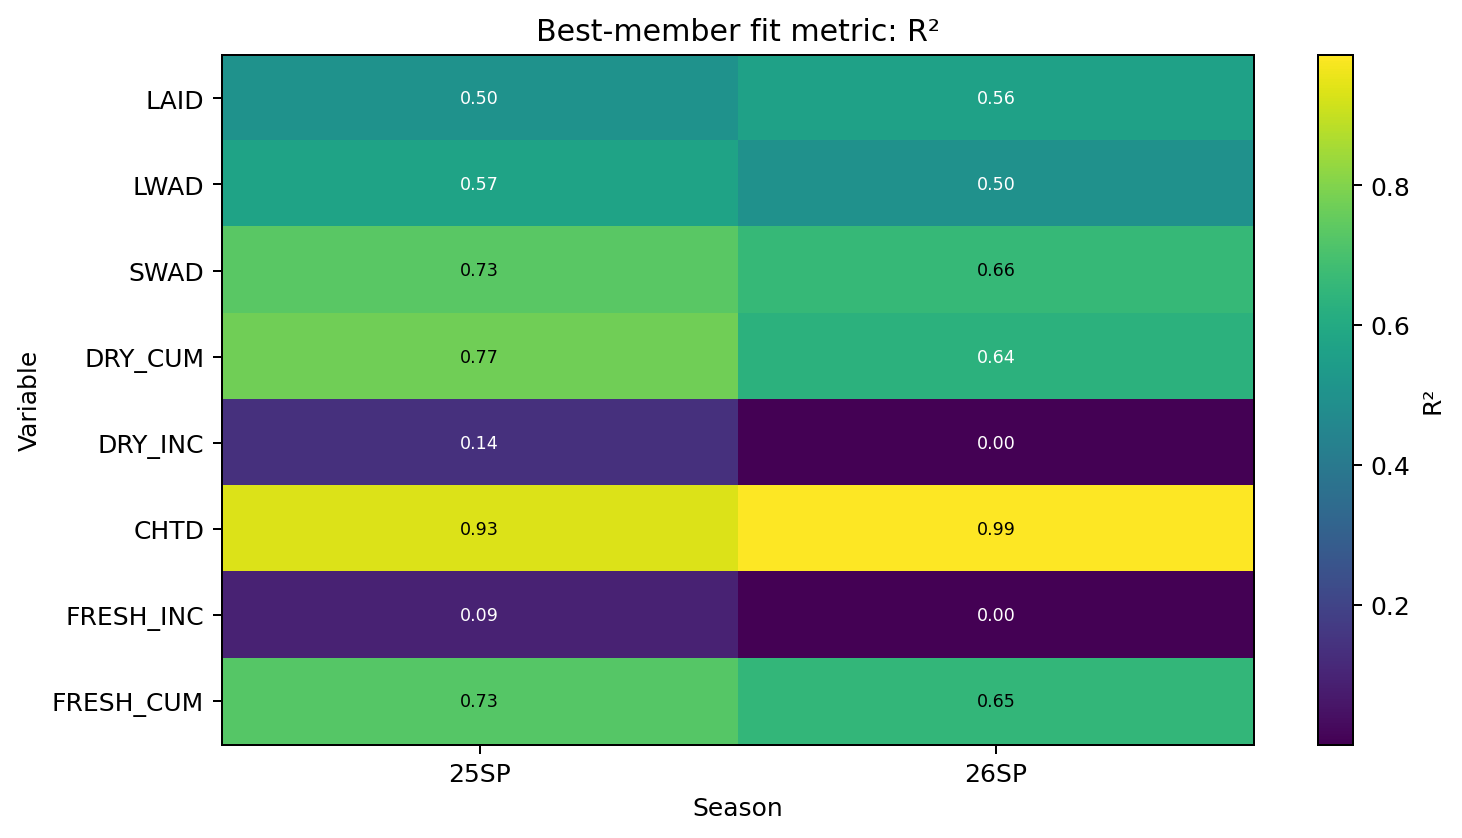 Best-member fit metric: R²
LAID 0.50 0.56
LWAD 0.57 0.50
SWAD 0.73 0.66
DRY_CUM 0.77 0.64
DRY_INC 0.14 0.00
CHTD 0.93 0.99
FRESH_INC 0.09 0.00
FRESH_CUM 0.73 0.65
25SP 26SP
Season
Variable
0.8
0.6
0.4
0.2
R²